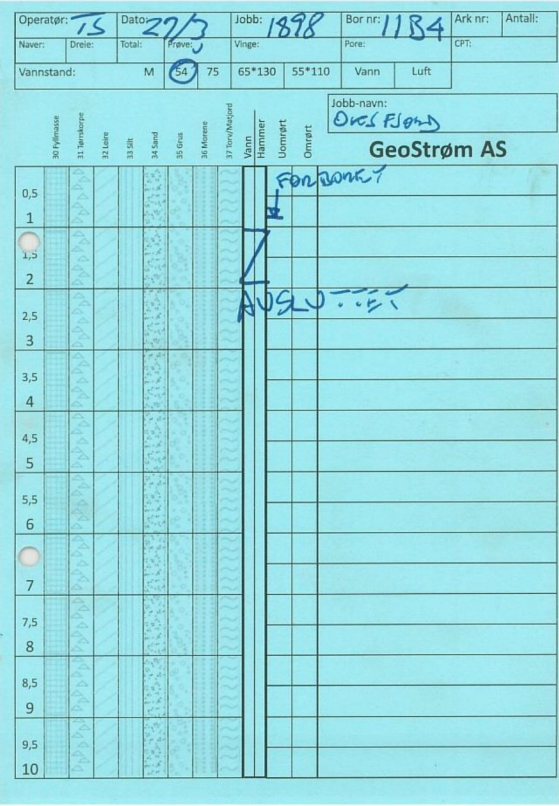 Operatør: TS Dato: 27/3 Jobb: 1898 Bor nr: 11B4 Ark nr: Antall:
Naver: Dreie: Total: Prøve: Vinge: Pore: CPT:
Vannstand: M 54 75 65*130 55*110 Vann Luft
Jobb-navn:
GeoStrøm AS
30 Fyllmasse
31 Tørrskorpe
32 Leire
33 Silt
34 Sand
35 Grus
36 Morene
37 Torv/Matjord
Vann
Hammer
Uomrørt
Omrørt
FORBORET
0,5
1
1,5
2
AVSLUTTET
2,5
3
3,5
4
4,5
5
5,5
6
7
7,5
8
8,5
9
9,5
10